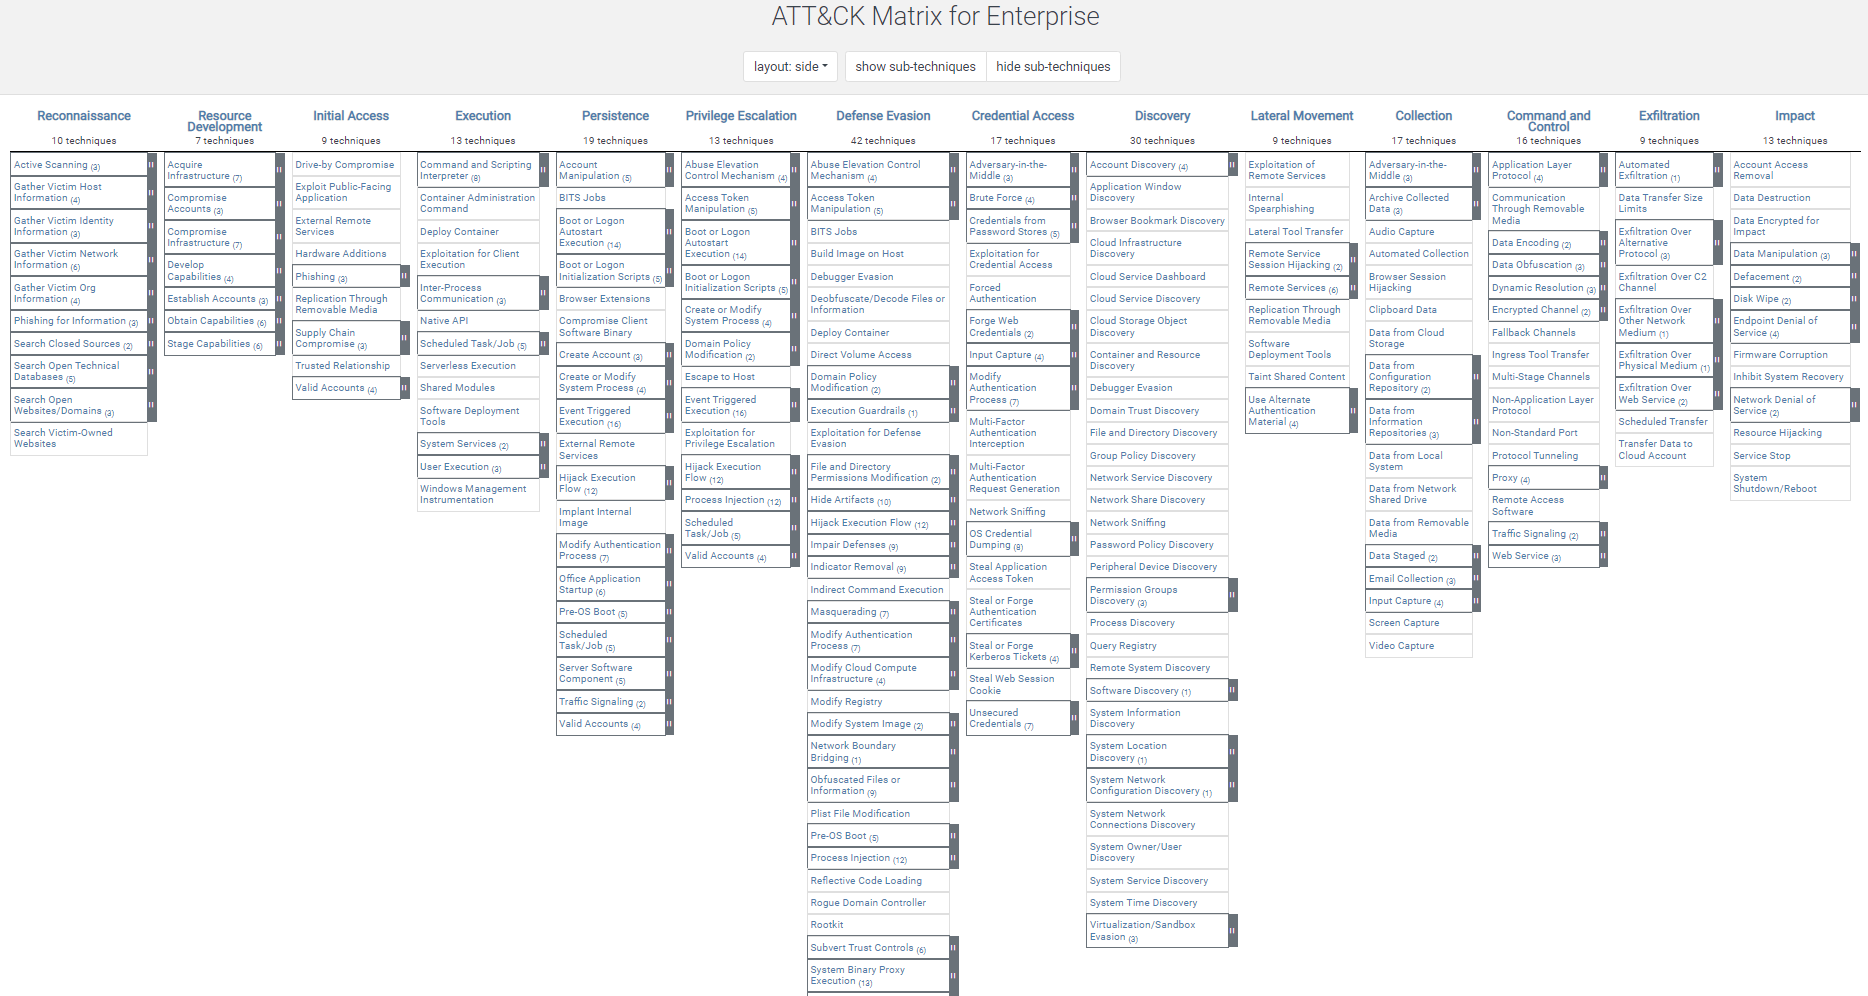 ATT&CK Matrix for Enterprise
layout: side
show sub-techniques
hide sub-techniques
Reconnaissance
10 techniques
Active Scanning (3)
Gather Victim Host
Information (4)
Gather Victim Identity
Information (3)
Gather Victim Network
Information (6)
Gather Victim Org
Information (4)
Phishing for Information (3)
Search Closed Sources (2)
Search Open Technical
Databases (5)
Search Open
Websites/Domains (3)
Search Victim-Owned
Websites
Resource
Development
7 techniques
Acquire
Infrastructure (7)
Compromise
Accounts (3)
Compromise
Infrastructure (7)
Develop
Capabilities (4)
Establish Accounts (3)
Obtain Capabilities (6)
Stage Capabilities (6)
Initial Access
9 techniques
Drive-by Compromise
Exploit Public-Facing
Application
External Remote
Services
Hardware Additions
Phishing (3)
Replication Through
Removable Media
Supply Chain
Compromise (3)
Trusted Relationship
Valid Accounts (4)
Execution
13 techniques
Command and Scripting
Interpreter (8)
Container Administration
Command
Deploy Container
Exploitation for Client
Execution
Inter-Process
Communication (3)
Native API
Scheduled Task/Job (5)
Serverless Execution
Shared Modules
Software Deployment
Tools
System Services (2)
User Execution (3)
Windows Management
Instrumentation
Persistence
19 techniques
Account
Manipulation (5)
BITS Jobs
Boot or Logon
Autostart
Execution (14)
Boot or Logon
Initialization Scripts (5)
Browser Extensions
Compromise Client
Software Binary
Create Account (3)
Create or Modify
System Process (4)
Event Triggered
Execution (16)
External Remote
Services
Hijack Execution
Flow (12)
Implant Internal
Image
Modify Authentication
Process (7)
Office Application
Startup (6)
Pre-OS Boot (5)
Scheduled
Task/Job (5)
Server Software
Component (5)
Traffic Signaling (2)
Valid Accounts (4)
Privilege Escalation
13 techniques
Abuse Elevation
Control Mechanism (4)
Access Token
Manipulation (5)
Boot or Logon
Autostart
Execution (14)
Boot or Logon
Initialization Scripts (5)
Create or Modify
System Process (4)
Domain Policy
Modification (2)
Escape to Host
Event Triggered
Execution (16)
Exploitation for
Privilege Escalation
Hijack Execution
Flow (12)
Process Injection (12)
Scheduled
Task/Job (5)
Valid Accounts (4)
Defense Evasion
42 techniques
Abuse Elevation Control
Mechanism (4)
Access Token
Manipulation (5)
BITS Jobs
Build Image on Host
Debugger Evasion
Deobfuscate/Decode Files or
Information
Deploy Container
Direct Volume Access
Domain Policy
Modification (2)
Execution Guardrails (1)
Exploitation for Defense
Evasion
File and Directory
Permissions Modification (2)
Hide Artifacts (10)
Hijack Execution Flow (12)
Impair Defenses (9)
Indicator Removal (9)
Indirect Command Execution
Masquerading (7)
Modify Authentication
Process (7)
Modify Cloud Compute
Infrastructure (4)
Modify Registry
Modify System Image (2)
Network Boundary
Bridging (1)
Obfuscated Files or
Information (9)
Plist File Modification
Pre-OS Boot (5)
Process Injection (12)
Reflective Code Loading
Rogue Domain Controller
Rootkit
Subvert Trust Controls (6)
System Binary Proxy
Execution (13)
Credential Access
17 techniques
Adversary-in-the-
Middle (3)
Brute Force (4)
Credentials from
Password Stores (5)
Exploitation for
Credential Access
Forced
Authentication
Forge Web
Credentials (2)
Input Capture (4)
Modify
Authentication
Process (7)
Multi-Factor
Authentication
Interception
Multi-Factor
Authentication
Request Generation
Network Sniffing
OS Credential
Dumping (8)
Steal Application
Access Token
Steal or Forge
Authentication
Certificates
Steal or Forge
Kerberos Tickets (4)
Steal Web Session
Cookie
Unsecured
Credentials (7)
Discovery
30 techniques
Account Discovery (4)
Application Window
Discovery
Browser Bookmark Discovery
Cloud Infrastructure
Discovery
Cloud Service Dashboard
Cloud Service Discovery
Cloud Storage Object
Discovery
Container and Resource
Discovery
Debugger Evasion
Domain Trust Discovery
File and Directory Discovery
Group Policy Discovery
Network Service Discovery
Network Share Discovery
Network Sniffing
Password Policy Discovery
Peripheral Device Discovery
Permission Groups
Discovery (3)
Process Discovery
Query Registry
Remote System Discovery
Software Discovery (1)
System Information
Discovery
System Location
Discovery (1)
System Network
Configuration Discovery (1)
System Network
Connections Discovery
System Owner/User
Discovery
System Service Discovery
System Time Discovery
Virtualization/Sandbox
Evasion (3)
Lateral Movement
9 techniques
Exploitation of
Remote Services
Internal
Spearphishing
Lateral Tool Transfer
Remote Service
Session Hijacking (2)
Remote Services (6)
Replication Through
Removable Media
Software
Deployment Tools
Taint Shared Content
Use Alternate
Authentication
Material (4)
Collection
17 techniques
Adversary-in-the-
Middle (3)
Archive Collected
Data (3)
Audio Capture
Automated Collection
Browser Session
Hijacking
Clipboard Data
Data from Cloud
Storage
Data from
Configuration
Repository (2)
Data from
Information
Repositories (3)
Data from Local
System
Data from Network
Shared Drive
Data from Removable
Media
Data Staged (2)
Email Collection (3)
Input Capture (4)
Screen Capture
Video Capture
Command and
Control
16 techniques
Application Layer
Protocol (4)
Communication
Through Removable
Media
Data Encoding (2)
Data Obfuscation (3)
Dynamic Resolution (3)
Encrypted Channel (2)
Fallback Channels
Ingress Tool Transfer
Multi-Stage Channels
Non-Application Layer
Protocol
Non-Standard Port
Protocol Tunneling
Proxy (4)
Remote Access
Software
Traffic Signaling (2)
Web Service (3)
Exfiltration
9 techniques
Automated
Exfiltration (1)
Data Transfer Size
Limits
Exfiltration Over
Alternative
Protocol (3)
Exfiltration Over C2
Channel
Exfiltration Over
Other Network
Medium (1)
Exfiltration Over
Physical Medium (1)
Exfiltration Over
Web Service (2)
Scheduled Transfer
Transfer Data to
Cloud Account
Impact
13 techniques
Account Access
Removal
Data Destruction
Data Encrypted for
Impact
Data Manipulation (3)
Defacement (2)
Disk Wipe (2)
Endpoint Denial of
Service (4)
Firmware Corruption
Inhibit System Recovery
Network Denial of
Service (2)
Resource Hijacking
Service Stop
System
Shutdown/Reboot